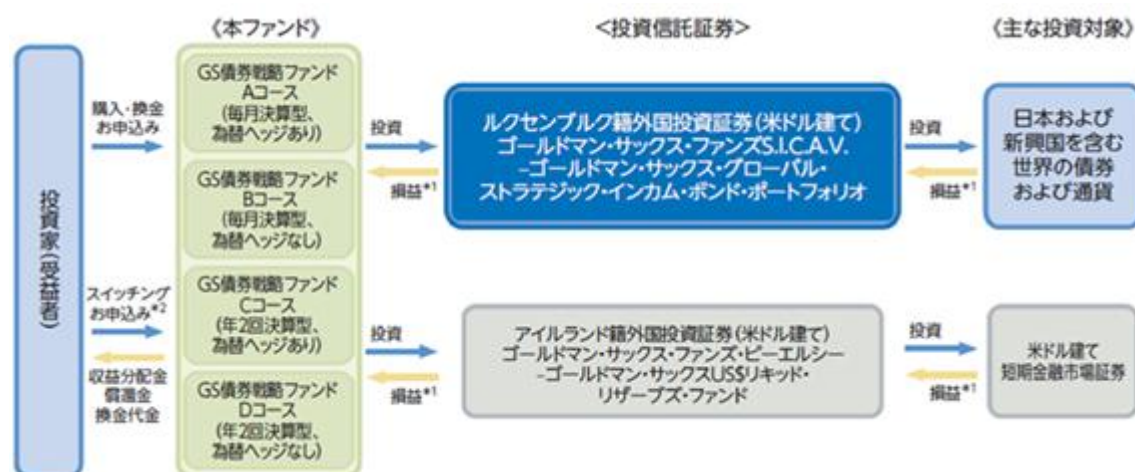 《本ファンド》
<投資信託証券>
《主な投資対象》
投資家(受益者)
購入・換金
お申込み
スイッチング
お申込み*2
収益分配金
償還金
換金代金
GS債券戦略ファンド
Aコース
(毎月決算型、
為替ヘッジあり)
GS債券戦略ファンド
Bコース
(毎月決算型、
為替ヘッジなし)
GS債券戦略ファンド
Cコース
(年2回決算型、
為替ヘッジあり)
GS債券戦略ファンド
Dコース
(年2回決算型、
為替ヘッジなし)
投資
損益*1
ルクセンブルク籍外国投資証券(米ドル建て)
ゴールドマン・サックス・ファンズS.I.C.A.V.
-ゴールドマン・サックス・グローバル・
ストラテジック・インカム・ボンド・ポートフォリオ
投資
損益*1
日本および
新興国を含む
世界の債券
および通貨
投資
損益*1
アイルランド籍外国投資証券(米ドル建て)
ゴールドマン・サックス・ファンズ・ピーエルシー
-ゴールドマン・サックスUS$リキッド・
リザーブズ・ファンド
投資
損益*1
米ドル建て
短期金融市場証券